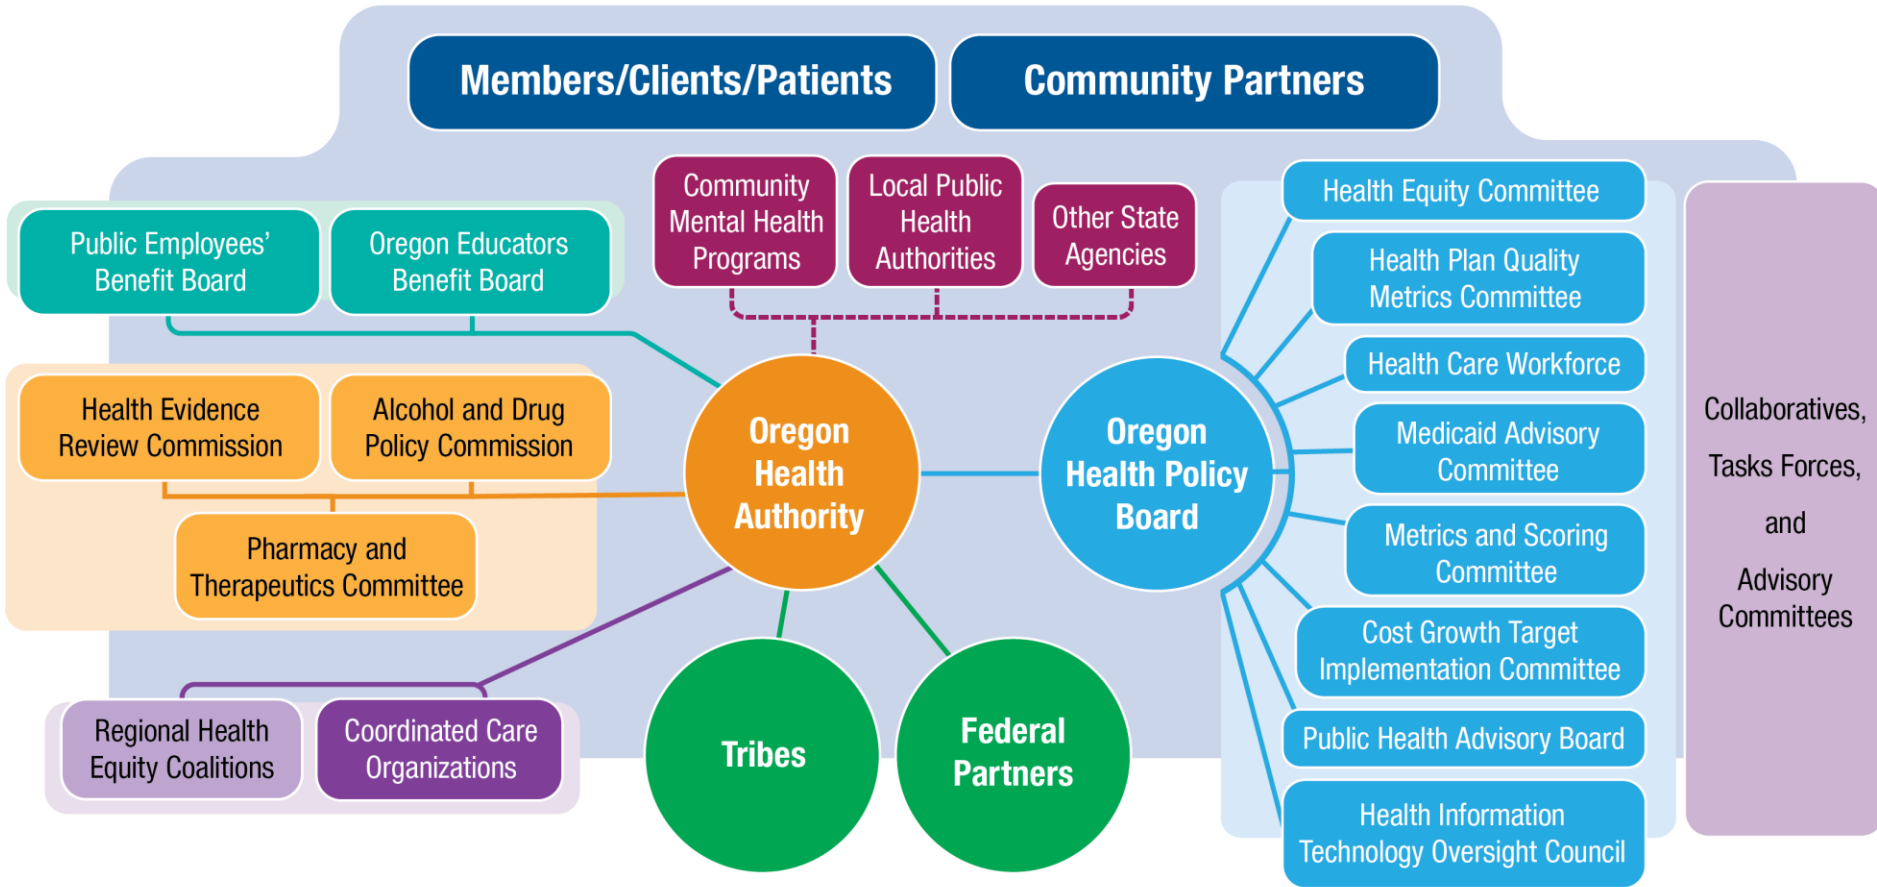 Members/Clients/Patients
Community Partners
Community
Mental Health
Programs
Local Public
Health
Authorities
Other State
Agencies
Public Employees’
Benefit Board
Oregon Educators
Benefit Board
Health Evidence
Review Commission
Alcohol and Drug
Policy Commission
Pharmacy and
Therapeutics Committee
Oregon
Health
Authority
Oregon
Health Policy
Board
Regional Health
Equity Coalitions
Coordinated Care
Organizations
Tribes
Federal
Partners
Health Equity Committee
Health Plan Quality
Metrics Committee
Health Care Workforce
Medicaid Advisory
Committee
Metrics and Scoring
Committee
Cost Growth Target
Implementation Committee
Public Health Advisory Board
Health Information
Technology Oversight Council
Collaboratives,
Tasks Forces,
and
Advisory
Committees